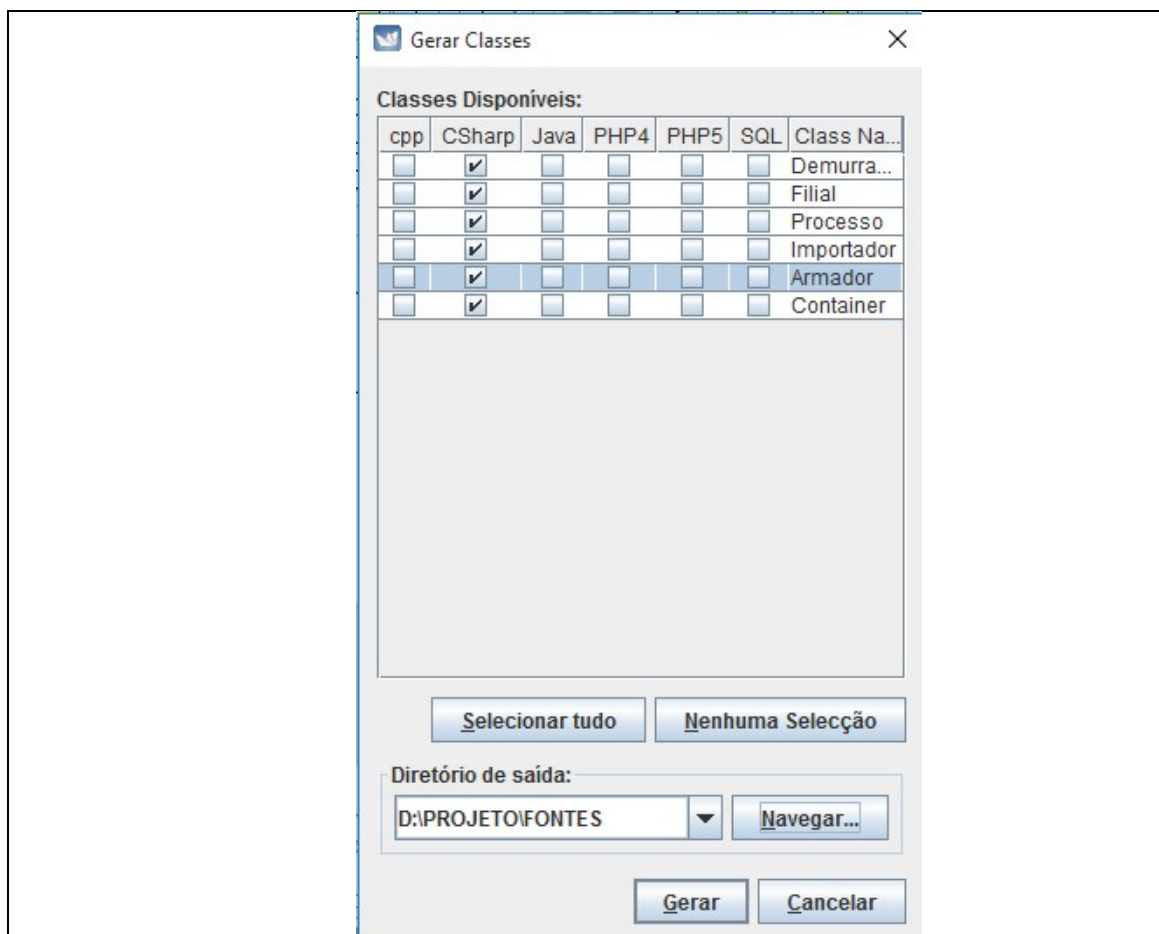 Gerar Classes
Classes Disponíveis:
cpp CSharp Java PHP4 PHP5 SQL Class Na...
Demurra...
Filial
Processo
Importador
Armador
Container
Selecionar tudo Nenhuma Selecção
Diretório de saída:
D:\PROJETO\FONTES Navegar...
Gerar Cancelar